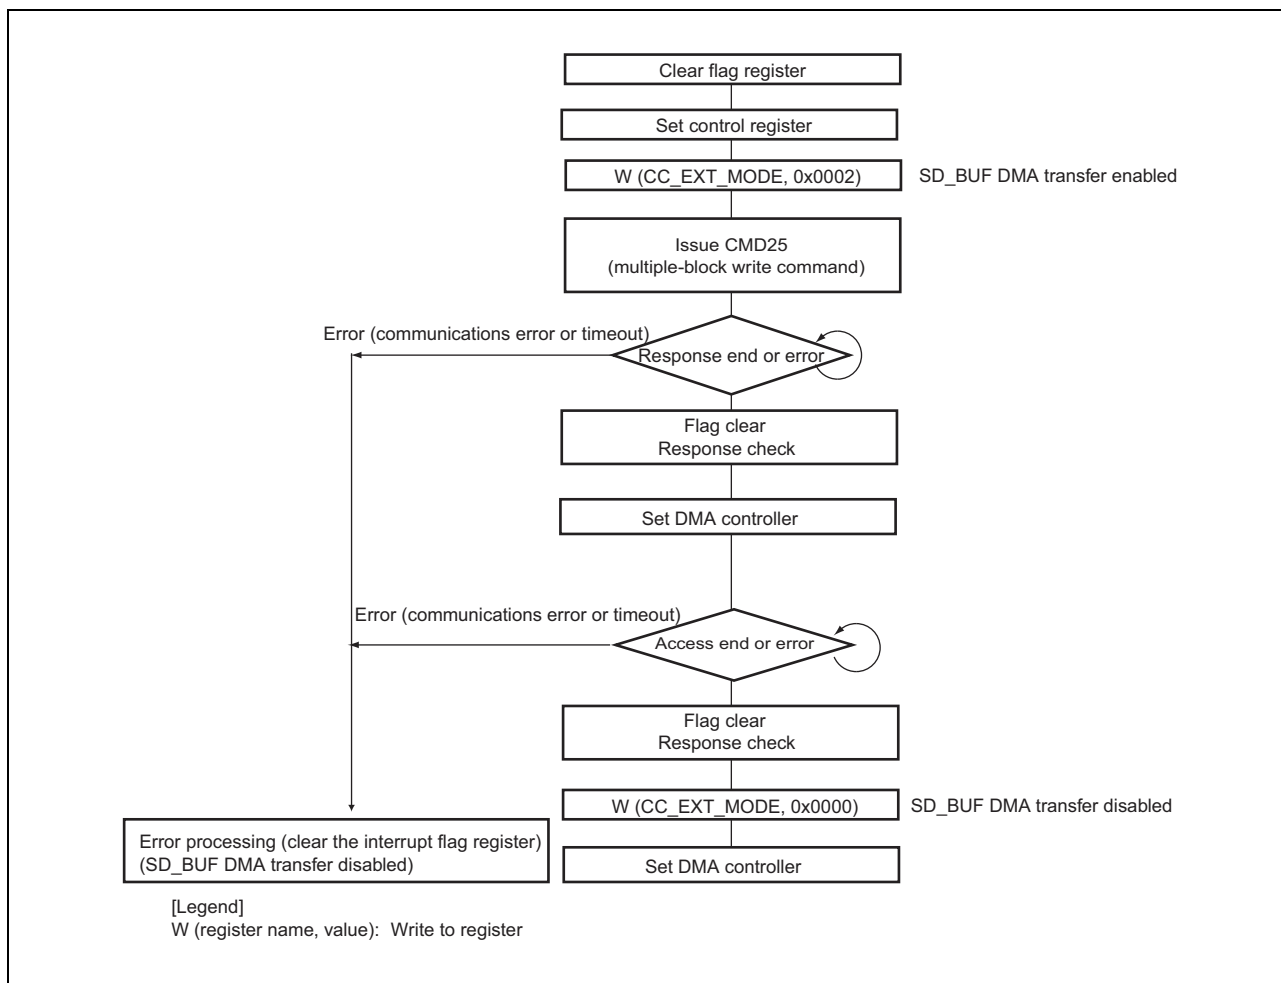 Clear flag register
Set control register
W (CC_EXT_MODE, 0x0002)
SD_BUF DMA transfer enabled
Issue CMD25
(multiple-block write command)
Error (communications error or timeout)
Response end or error
Flag clear
Response check
Set DMA controller
Error (communications error or timeout)
Access end or error
Flag clear
Response check
W (CC_EXT_MODE, 0x0000)
SD_BUF DMA transfer disabled
Error processing (clear the interrupt flag register)
(SD_BUF DMA transfer disabled)
Set DMA controller
[Legend]
W (register name, value): Write to register